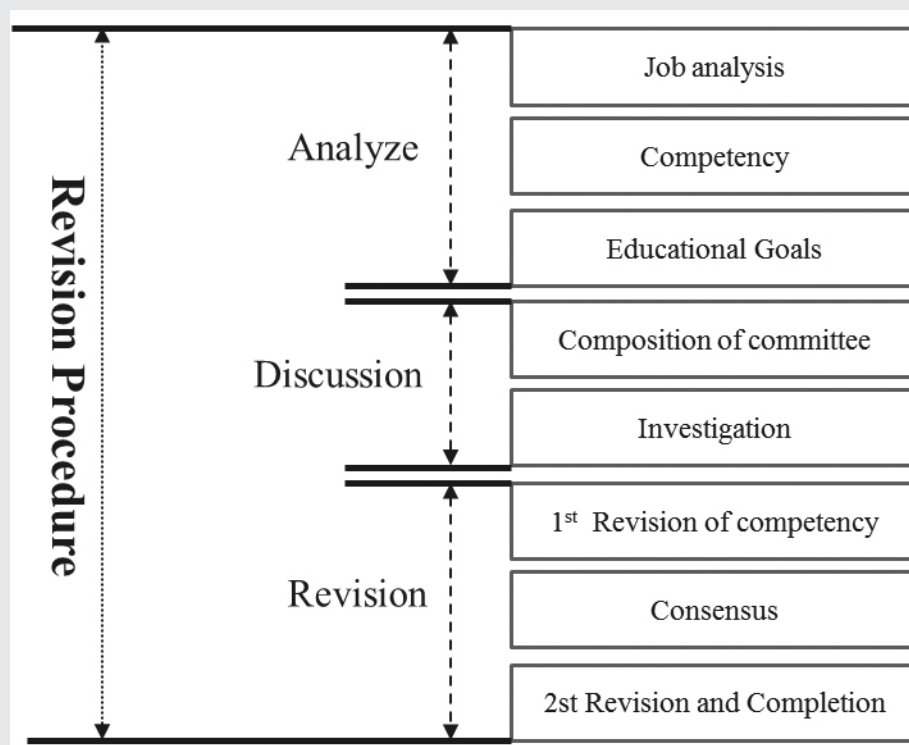 Revision Procedure
Analyze
Job analysis
Competency
Educational Goals
Discussion
Composition of committee
Investigation
Revision
1st Revision of competency
Consensus
2st Revision and Completion